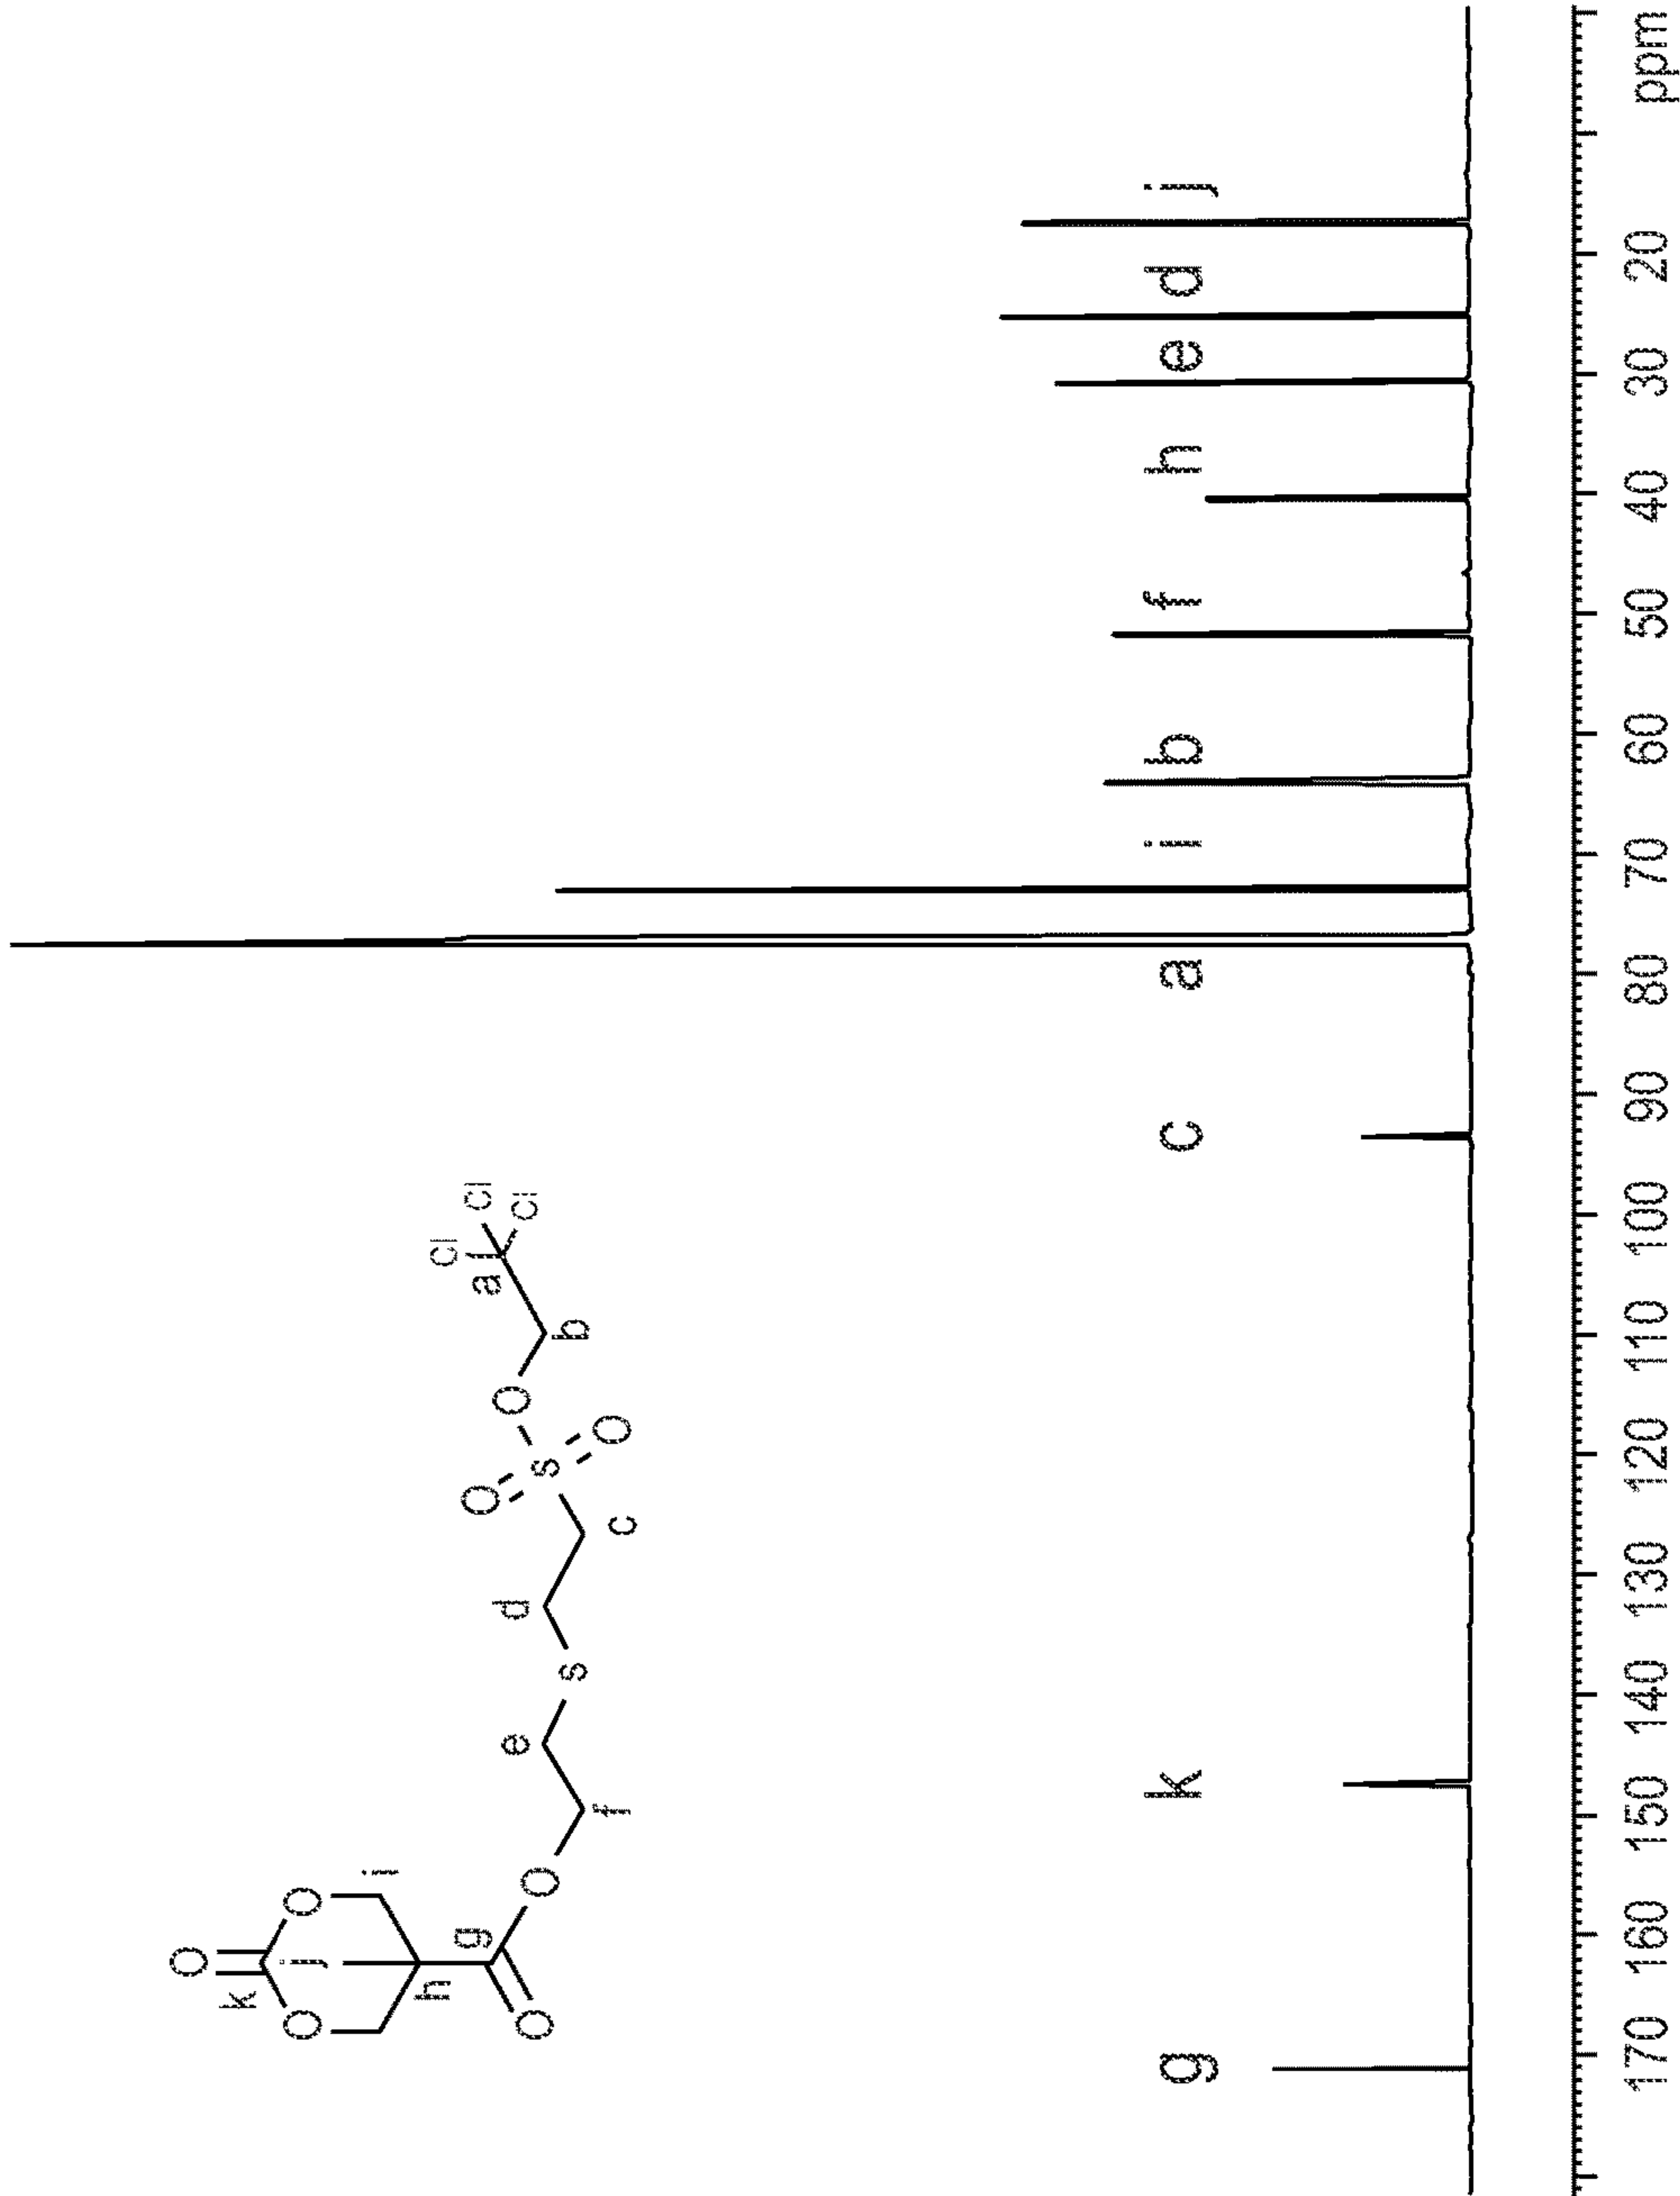 O
k
O j O
i
Cl
h g O a Cl
e d O Cl
O O S b
s
f c O
g k c a i b f h e d j
170 160 150 140 130 120 110 100 90 80 70 60 50 40 30 20 ppm